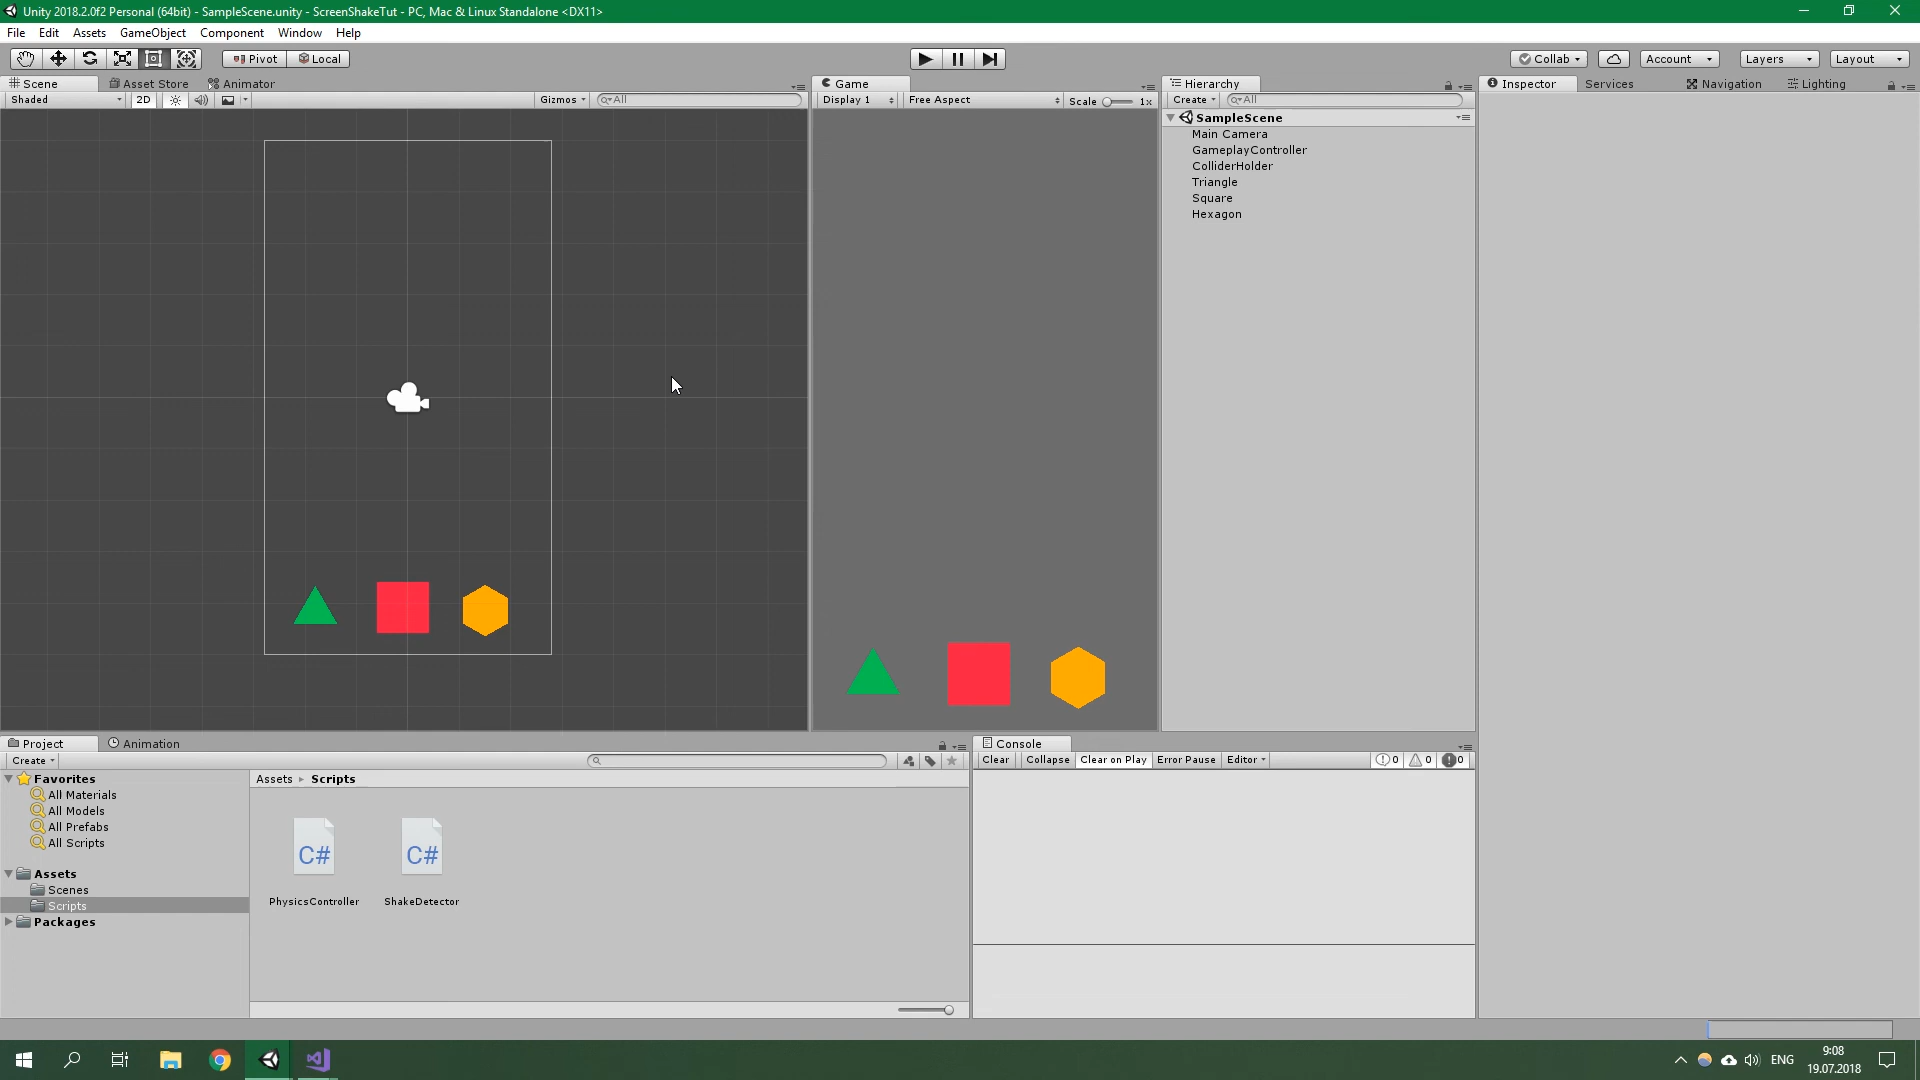 Unity 2018.2.0f2 Personal (64bit) - SampleScene.unity - ScreenShakeTut - PC, Mac & Linux Standalone <DX11>
File Edit Assets GameObject Component Window Help
Pivot Local Collab Account Layers Layout
Scene Asset Store Animator
Shaded 2D Gizmos All
Game
Display 1 Free Aspect Scale 1x
Hierarchy
Create All
SampleScene
Main Camera
GameplayController
ColliderHolder
Triangle
Square
Hexagon
Inspector Services Navigation Lighting
Project Animation
Create
Favorites
All Materials
All Models
All Prefabs
All Scripts
Assets
Scenes
Scripts
Packages
Assets Scripts
C# C#
PhysicsController ShakeDetector
Console
Clear Collapse Clear on Play Error Pause Editor 0 0 0
ENG
9:08
19.07.2018